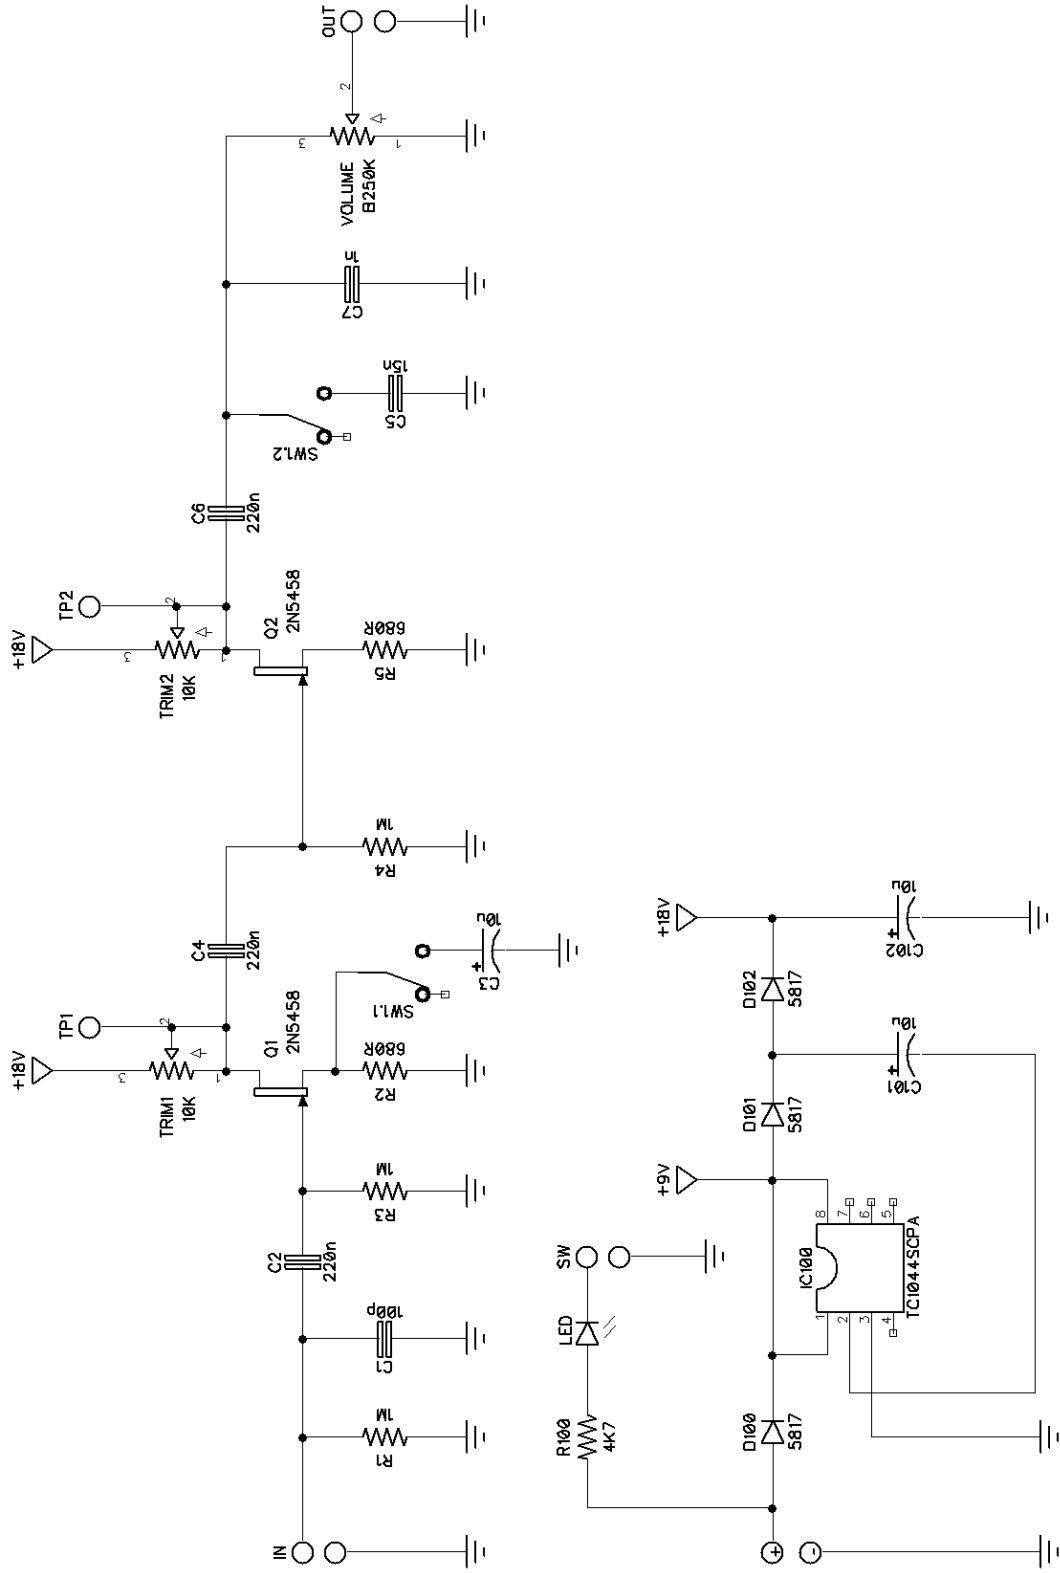 IN
R1
1M
C1
100p
C2
220n
R3
1M
+18V
3
TRIM1
10K
2
1
TP1
Q1
2N5458
R2
680R
SW1.1
C3
10u
C4
220n
R4
1M
+18V
3
TRIM2
10K
2
1
TP2
Q2
2N5458
R5
680R
C6
220n
SW1.2
C5
15n
C7
1n
3
VOLUME
B250K
2
1
OUT
R100
4K7
LED
SW
+
-
D100
5817
IC100
TC1044SCPA
1
2
3
4
8
7
6
5
+9V
D101
5817
C101
+
10u
D102
5817
+18V
C102
+
10u
+